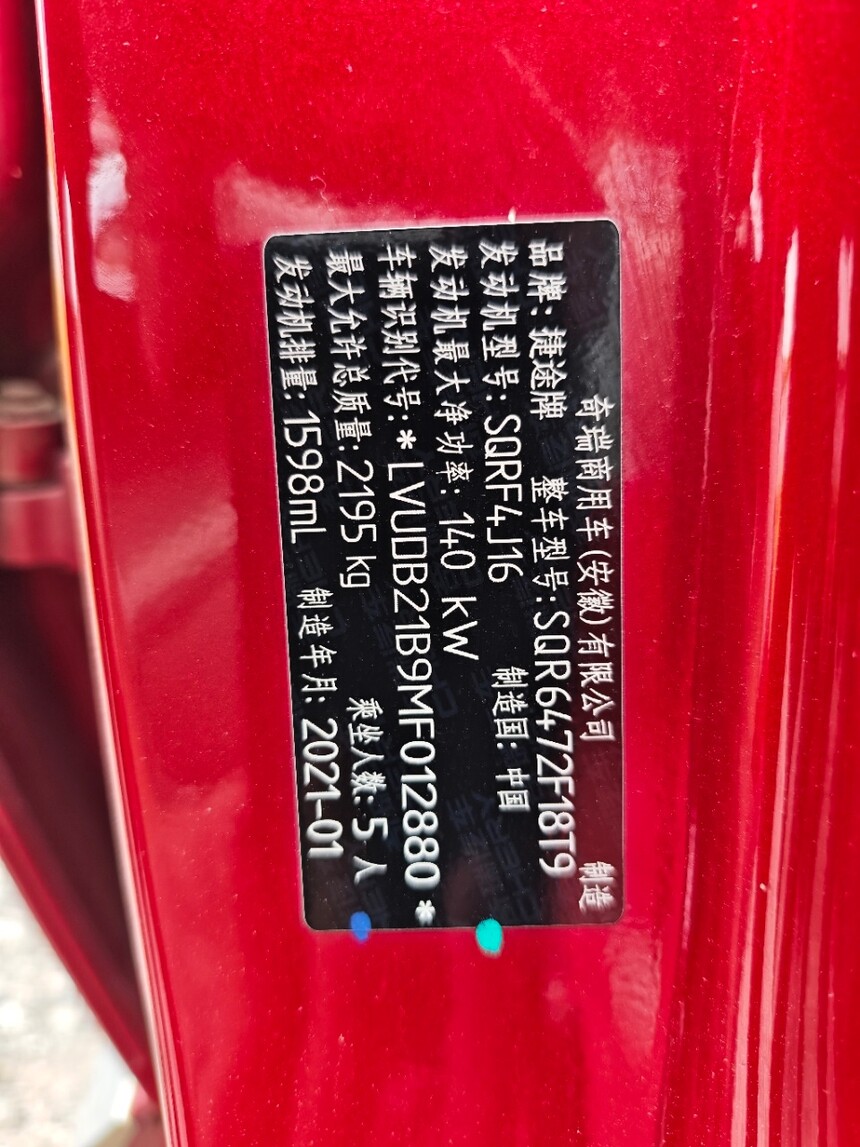 奇瑞商用车(安徽)有限公司 制造
品牌:捷途牌 整车型号:SQR6472F18T9
发动机型号:SQRF4J16 制造国:中国
发动机最大净功率:140 kW
车辆识别代号:*LVUDB21B9MF012880*
最大允许总质量:2195kg 乘坐人数:5人
发动机排量:1598mL 制造年月:2021-01